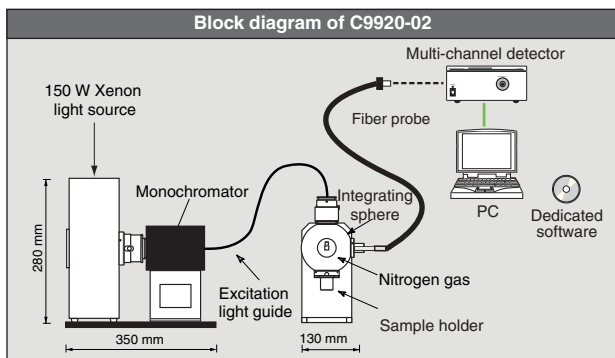 Block diagram of C9920-02
Multi-channel detector
150 W Xenon
light source
Fiber probe
Monochromator
Integrating
sphere
PC
Dedicated
software
280 mm
Nitrogen gas
Excitation
light guide
Sample holder
350 mm
130 mm